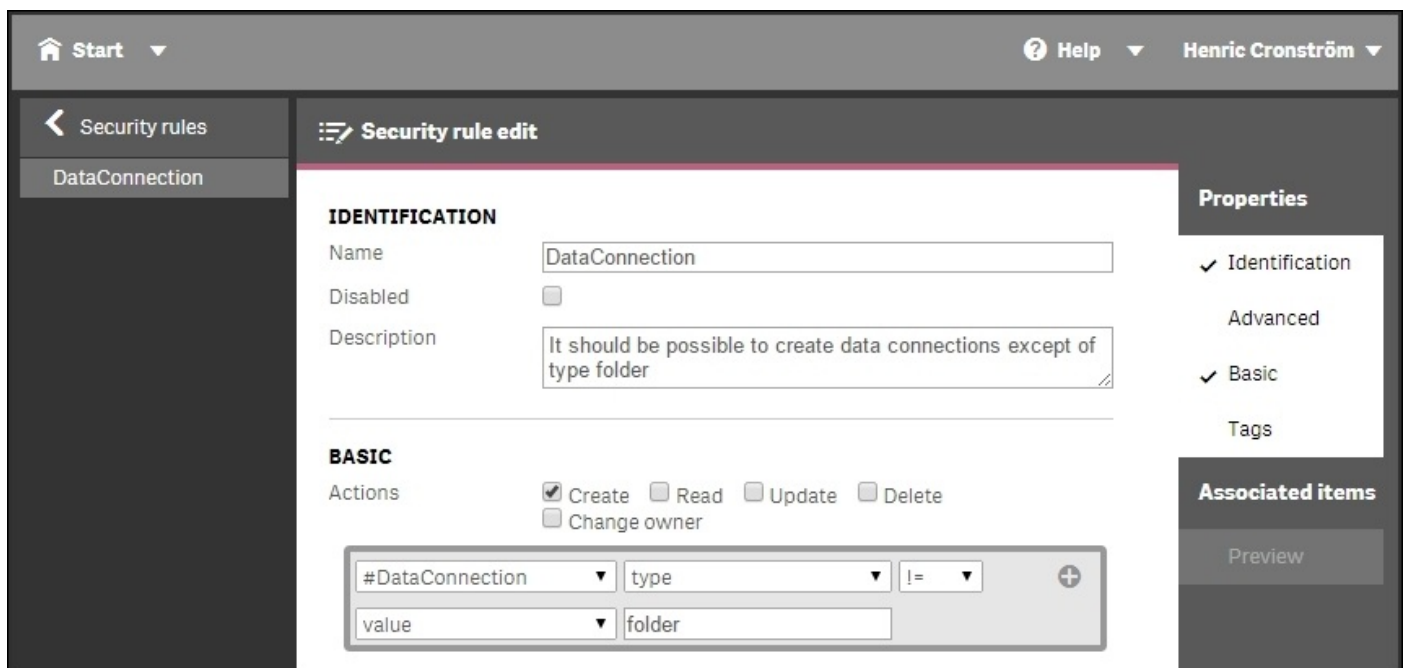 Start
Help
Henric Cronström
Security rules
Security rule edit
DataConnection
Properties
IDENTIFICATION
Name
DataConnection
Identification
Disabled
Advanced
Description
It should be possible to create data connections except of
type folder
Basic
Tags
BASIC
Actions
Create Read Update Delete
Change owner
Associated items
Preview
#DataConnection type !=
value folder